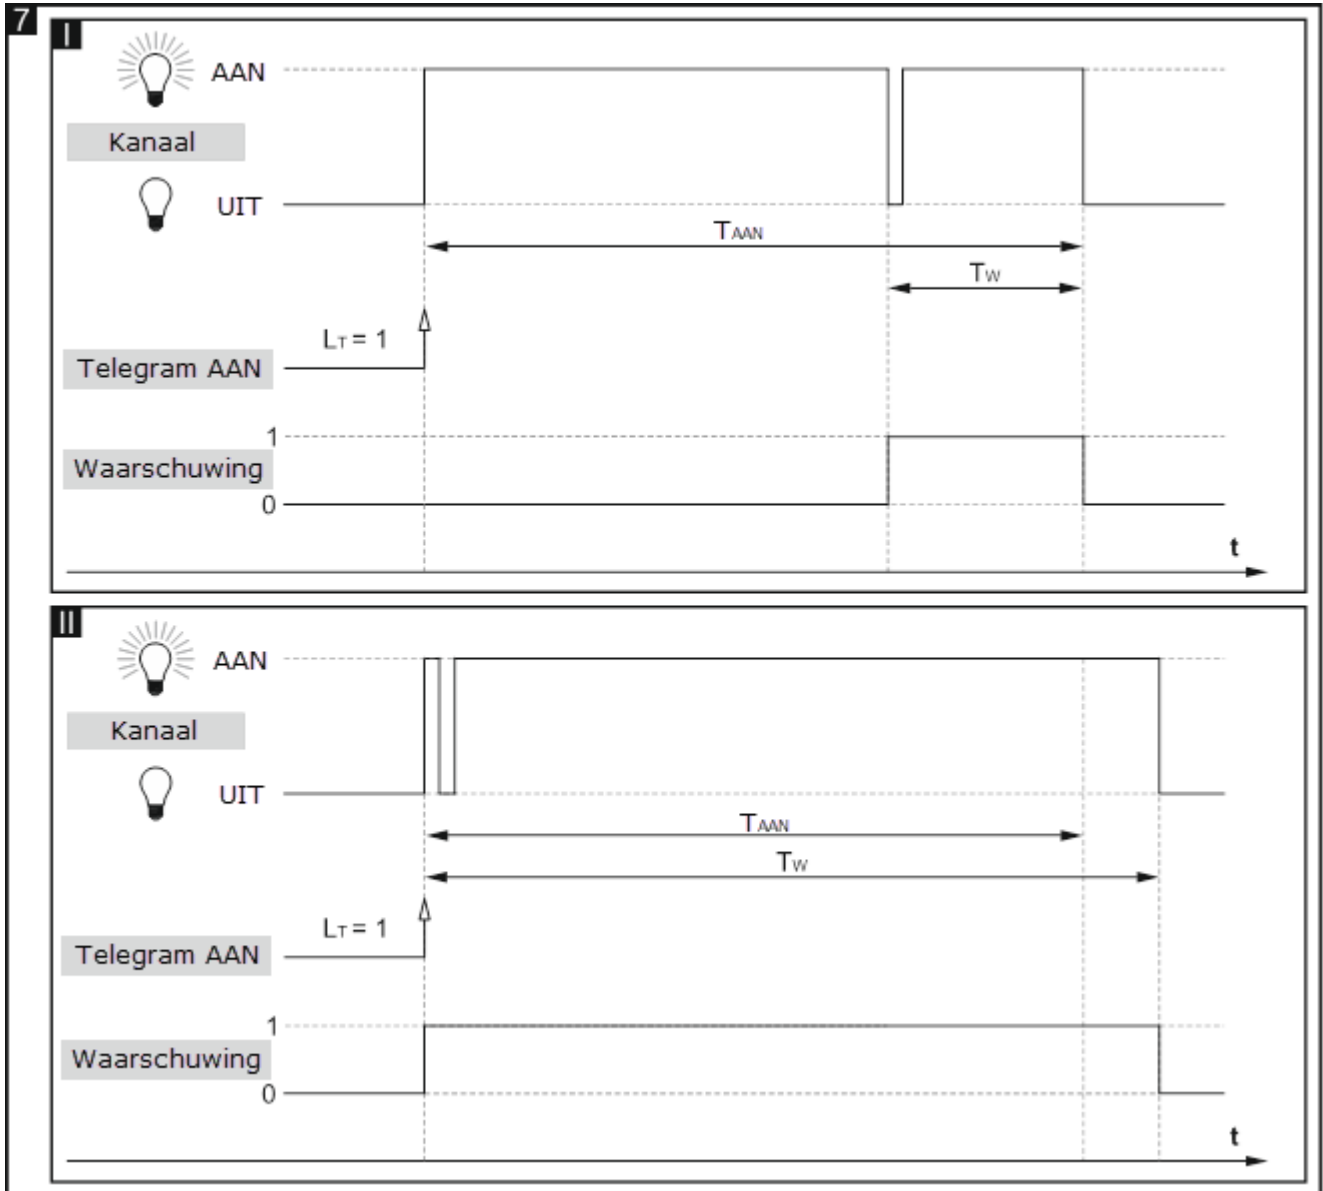 7
I
AAN
Kanaal
UIT
TAAN
TW
LT = 1
Telegram AAN
1
Waarschuwing
0
t
II
AAN
Kanaal
UIT
TAAN
TW
LT = 1
Telegram AAN
1
Waarschuwing
0
t